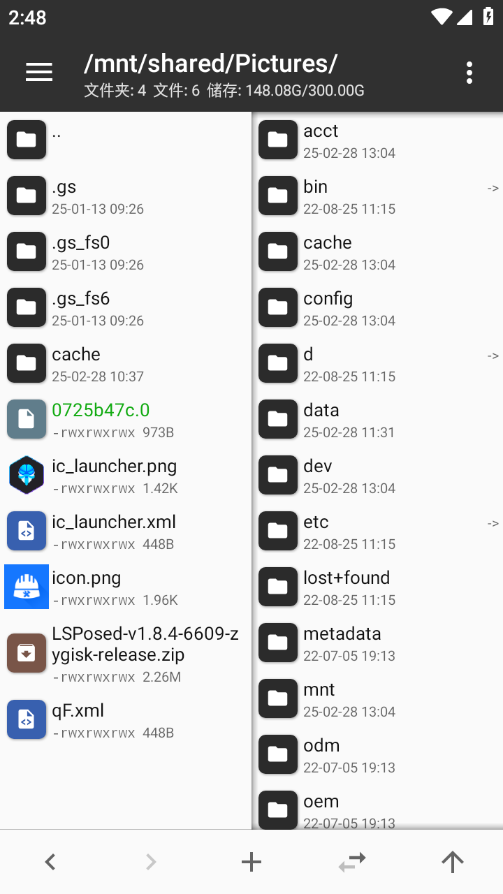 2:48
/mnt/shared/Pictures/
文件夹: 4 文件: 6 储存: 148.08G/300.00G
..
.gs
25-01-13 09:26
.gs_fs0
25-01-13 09:26
.gs_fs6
25-01-13 09:26
cache
25-02-28 10:37
0725b47c.0
-rwxrwxrwx 973B
ic_launcher.png
-rwxrwxrwx 1.42K
ic_launcher.xml
-rwxrwxrwx 448B
icon.png
-rwxrwxrwx 1.96K
LSPosed-v1.8.4-6609-z
ygisk-release.zip
-rwxrwxrwx 2.26M
qF.xml
-rwxrwxrwx 448B
acct
25-02-28 13:04
bin ->
22-08-25 11:15
cache
25-02-28 13:04
config
25-02-28 13:04
d ->
22-08-25 11:15
data
25-02-28 11:31
dev
25-02-28 13:04
etc ->
22-08-25 11:15
lost+found
22-08-25 11:15
metadata
22-07-05 19:13
mnt
25-02-28 13:04
odm
22-07-05 19:13
oem
22-07-05 19:13